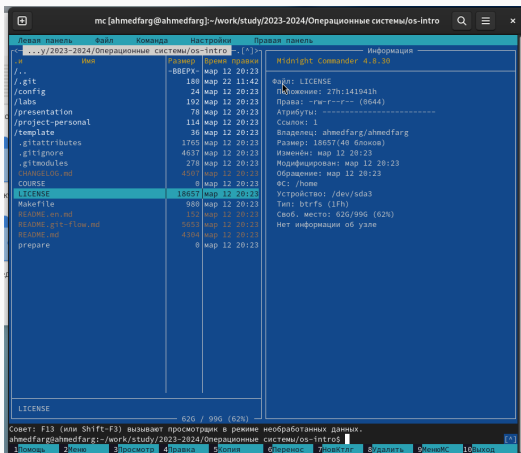 mc [ahmedfarg@ahmedfarg]:~/work/study/2023-2024/Операционные системы/os-intro
Левая панель Файл Команда Настройки Правая панель
<- ...y/2023-2024/Операционные системы/os-intro -.[^]>
.и Имя Размер Время правки
/.. -ВВЕРХ- мар 12 20:23
/.git 180 мар 22 11:42
/config 24 мар 12 20:23
/labs 192 мар 12 20:23
/presentation 78 мар 12 20:23
/project-personal 114 мар 12 20:23
/template 36 мар 12 20:23
.gitattributes 1765 мар 12 20:23
.gitignore 4637 мар 12 20:23
.gitmodules 278 мар 12 20:23
CHANGELOG.md 4507 мар 12 20:23
COURSE 0 мар 12 20:23
LICENSE 18657 мар 12 20:23
Makefile 980 мар 12 20:23
README.en.md 152 мар 12 20:23
README.git-flow.md 5653 мар 12 20:23
README.md 4304 мар 12 20:23
prepare 0 мар 12 20:23
LICENSE
62G / 99G (62%)
Информация
Midnight Commander 4.8.30
Файл: LICENSE
Положение: 27h:141941h
Права: -rw-r--r-- (0644)
Атрибуты: ----------------------
Ссылок: 1
Владелец: ahmedfarg/ahmedfarg
Размер: 18657(40 блоков)
Изменён: мар 12 20:23
Модифицирован: мар 12 20:23
Обращение: мар 12 20:23
ФС: /home
Устройство: /dev/sda3
Тип: btrfs (1Fh)
Своб. место: 62G/99G (62%)
Нет информации об узле
Совет: F13 (или Shift-F3) вызывают просмотрщик в режиме необработанных данных.
ahmedfarg@ahmedfarg:~/work/study/2023-2024/Операционные системы/os-intro$ [^]
1Помощь 2Меню 3Просмотр 4Правка 5Копия 6Перенос 7НовКтлг 8Удалить 9МенюМС 10Выход